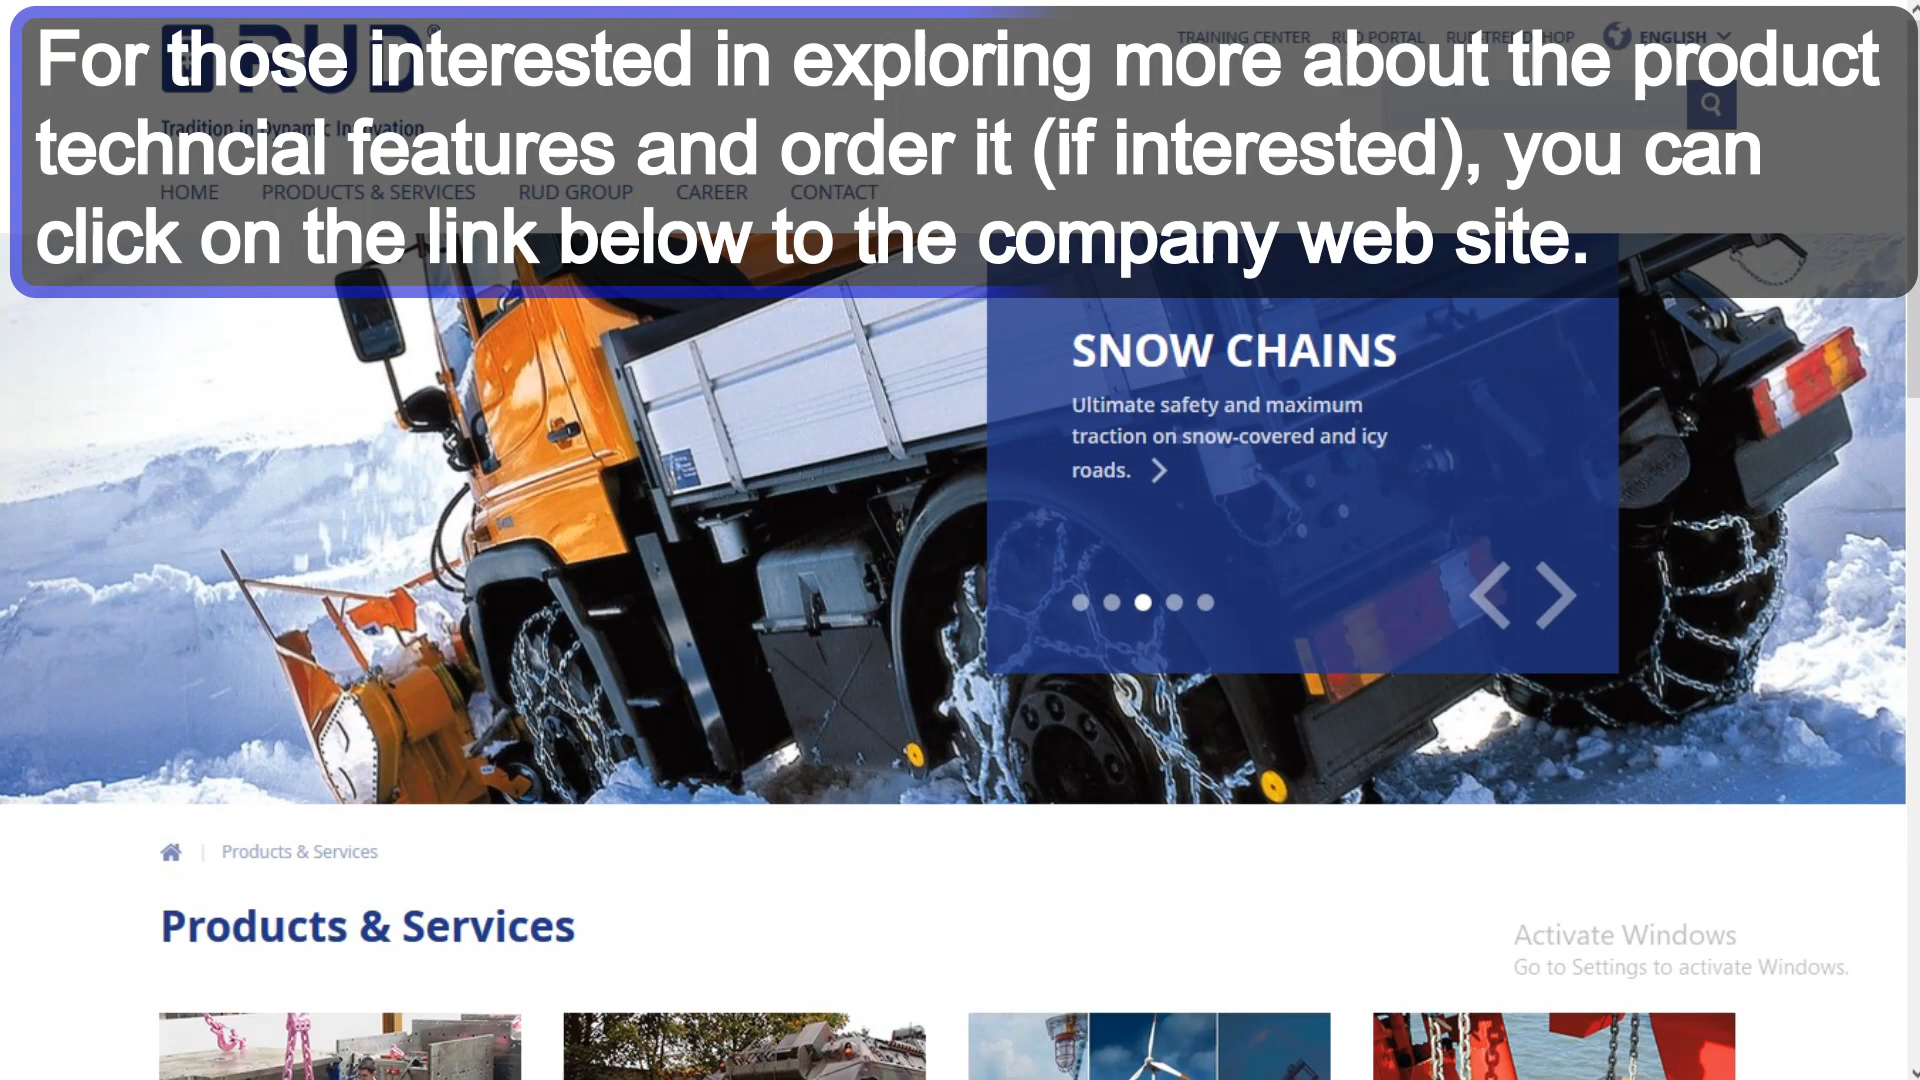 For those interested in exploring more about the product
techncial features and order it (if interested), you can
click on the link below to the company web site.
RUD
TRAINING CENTER RUD PORTAL ENGLISH
Tradition in Dynamic Innovation
HOME PRODUCTS & SERVICES RUD GROUP CAREER CONTACT
SNOW CHAINS
Ultimate safety and maximum
traction on snow-covered and icy
roads.
Products & Services
Products & Services
Activate Windows
Go to Settings to activate Windows.